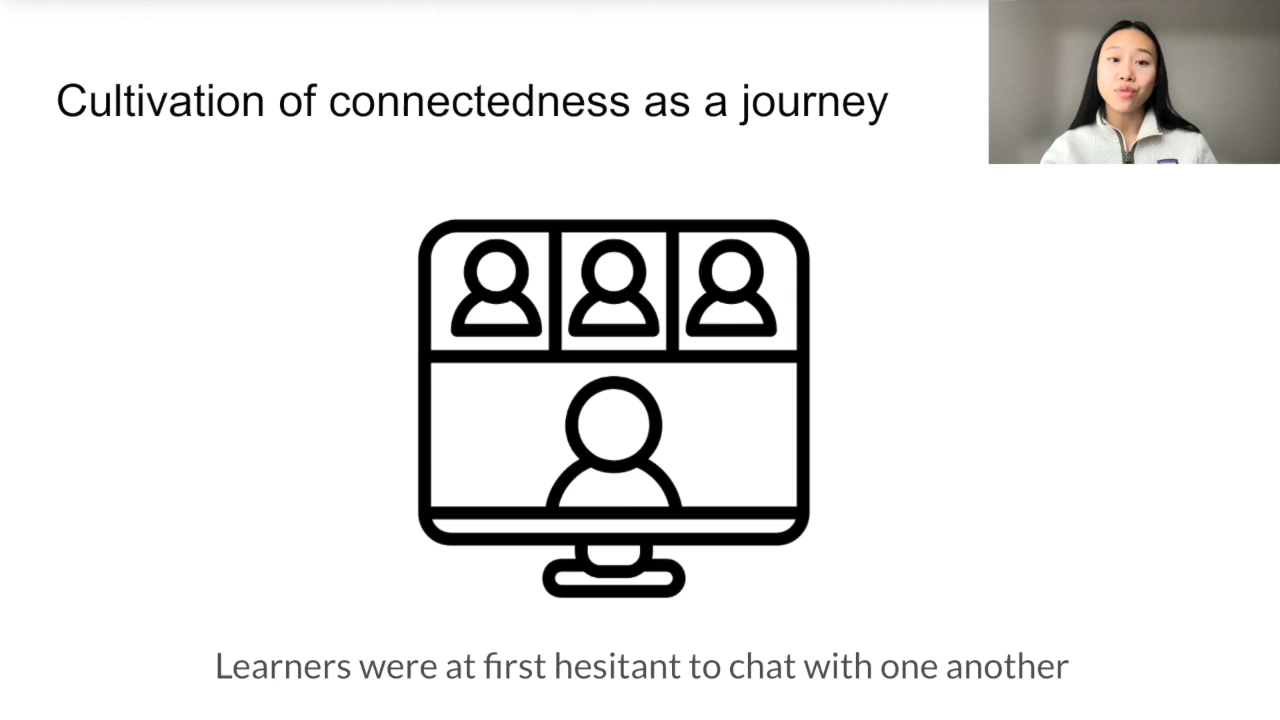 Cultivation of connectedness as a journey
Learners were at first hesitant to chat with one another